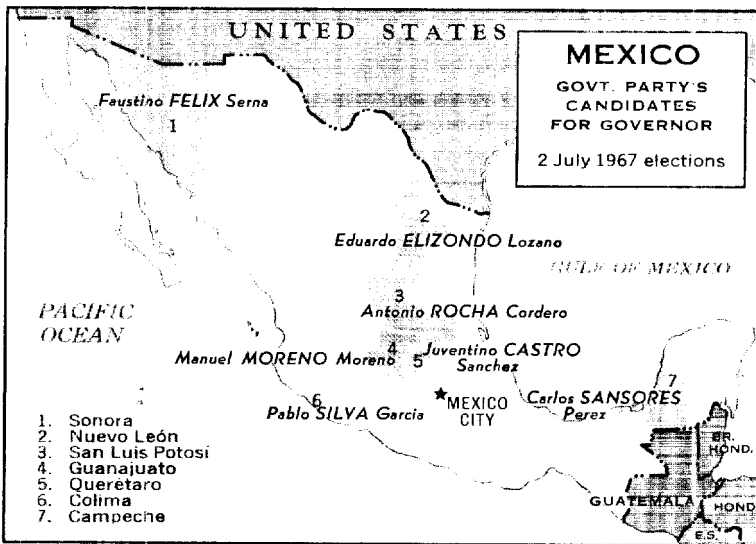 UNITED STATES
MEXICO
GOVT. PARTY'S
CANDIDATES
FOR GOVERNOR
2 July 1967 elections
Faustino FELIX Serna
1
2
Eduardo ELIZONDO Lozano
GULF OF MEXICO
PACIFIC
OCEAN
3
Antonio ROCHA Cordero
Manuel MORENO Moreno
4
5
Juventino CASTRO
Sanchez
6
Pablo SILVA Garcia
★ MEXICO
CITY
7
Carlos SANSORES
Perez
BR.
HOND.
GUATEMALA
HOND
E.S.
1. Sonora
2. Nuevo León
3. San Luis Potosí
4. Guanajuato
5. Querétaro
6. Colima
7. Campeche